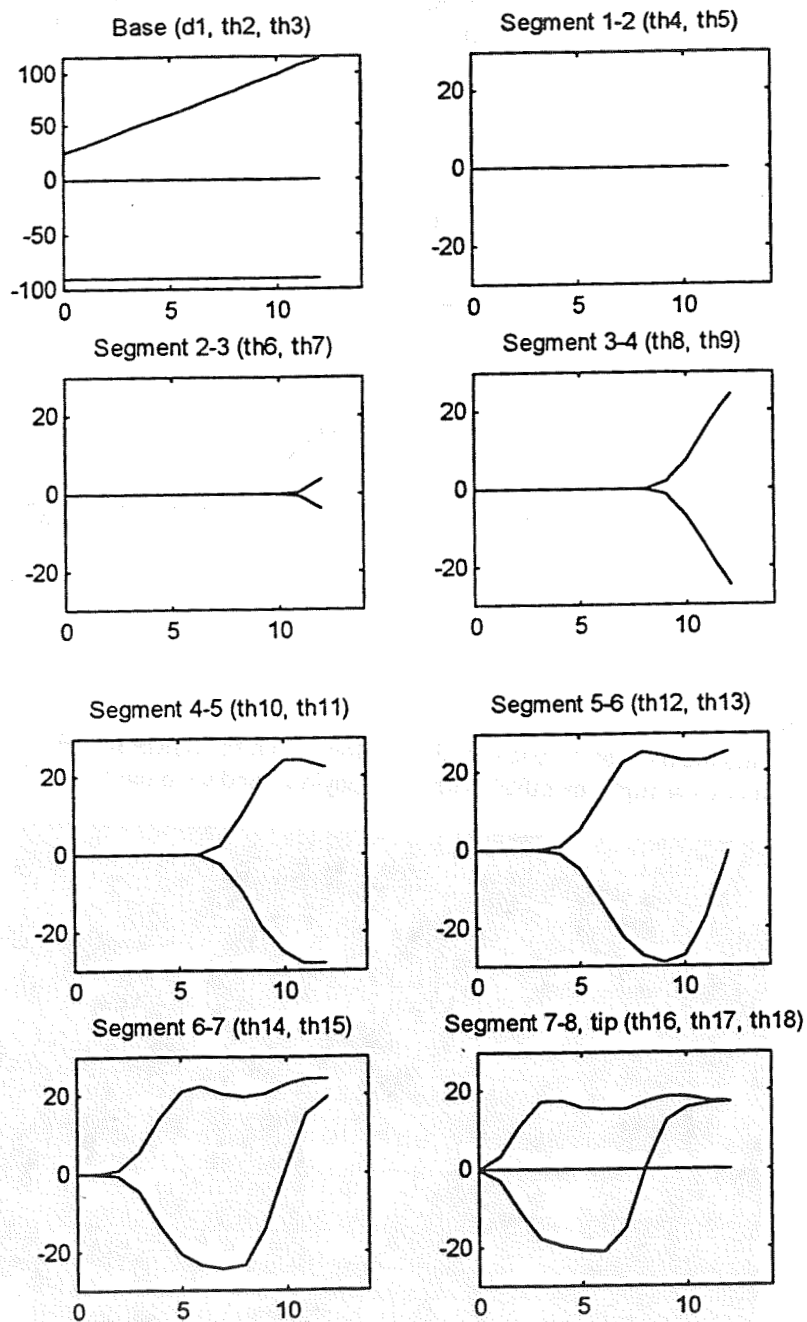 Base (d1, th2, th3)
100
50
0
-50
-100
0 5 10
Segment 1-2 (th4, th5)
20
0
-20
0 5 10
Segment 2-3 (th6, th7)
20
0
-20
0 5 10
Segment 3-4 (th8, th9)
20
0
-20
0 5 10
Segment 4-5 (th10, th11)
20
0
-20
0 5 10
Segment 5-6 (th12, th13)
20
0
-20
0 5 10
Segment 6-7 (th14, th15)
20
0
-20
0 5 10
Segment 7-8, tip (th16, th17, th18)
20
0
-20
0 5 10